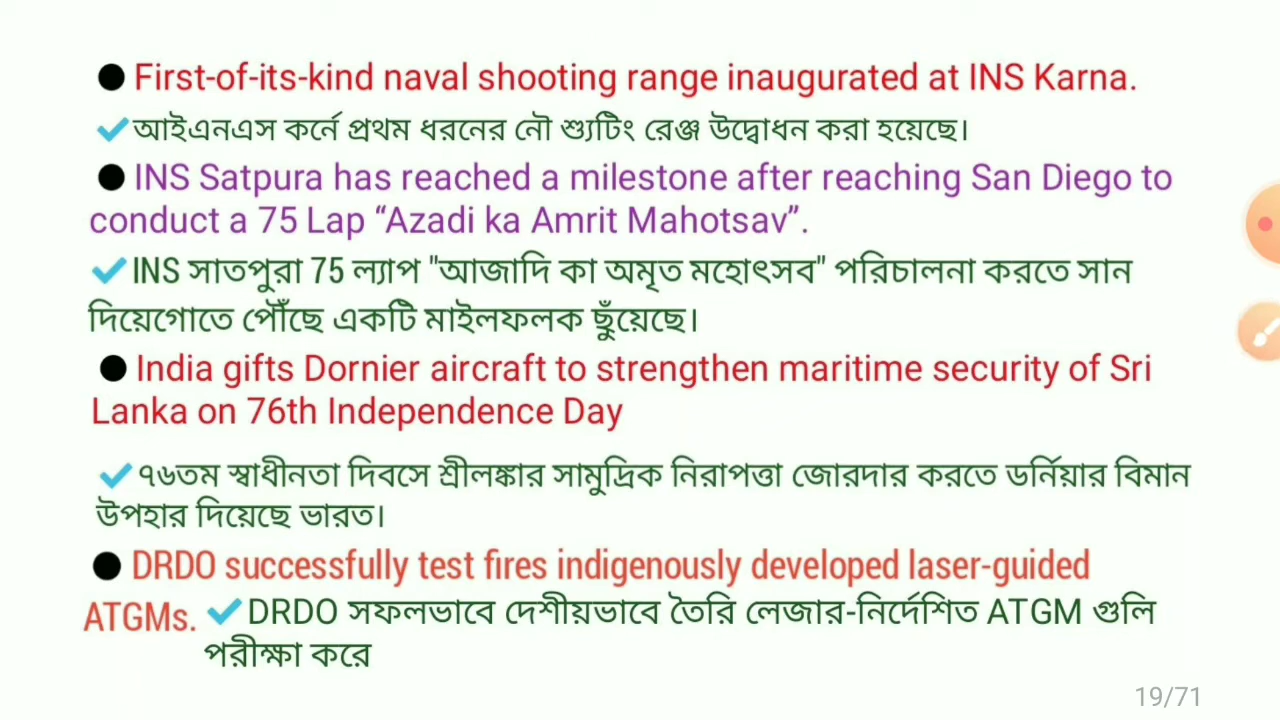 ● First-of-its-kind naval shooting range inaugurated at INS Karna.
✔আইএনএস কর্নে প্রথম ধরনের নৌ শ্যুটিং রেঞ্জ উদ্বোধন করা হয়েছে।
● INS Satpura has reached a milestone after reaching San Diego to
conduct a 75 Lap “Azadi ka Amrit Mahotsav”.
✔INS সাতপুরা 75 ল্যাপ "আজাদি কা অমৃত মহোৎসব" পরিচালনা করতে সান
দিয়েগোতে পৌঁছে একটি মাইলফলক ছুঁয়েছে।
● India gifts Dornier aircraft to strengthen maritime security of Sri
Lanka on 76th Independence Day
✔৭৬তম স্বাধীনতা দিবসে শ্রীলঙ্কার সামুদ্রিক নিরাপত্তা জোরদার করতে ডর্নিয়ার বিমান
উপহার দিয়েছে ভারত।
● DRDO successfully test fires indigenously developed laser-guided
ATGMs. ✔DRDO সফলভাবে দেশীয়ভাবে তৈরি লেজার-নির্দেশিত ATGM গুলি
পরীক্ষা করে
19/71